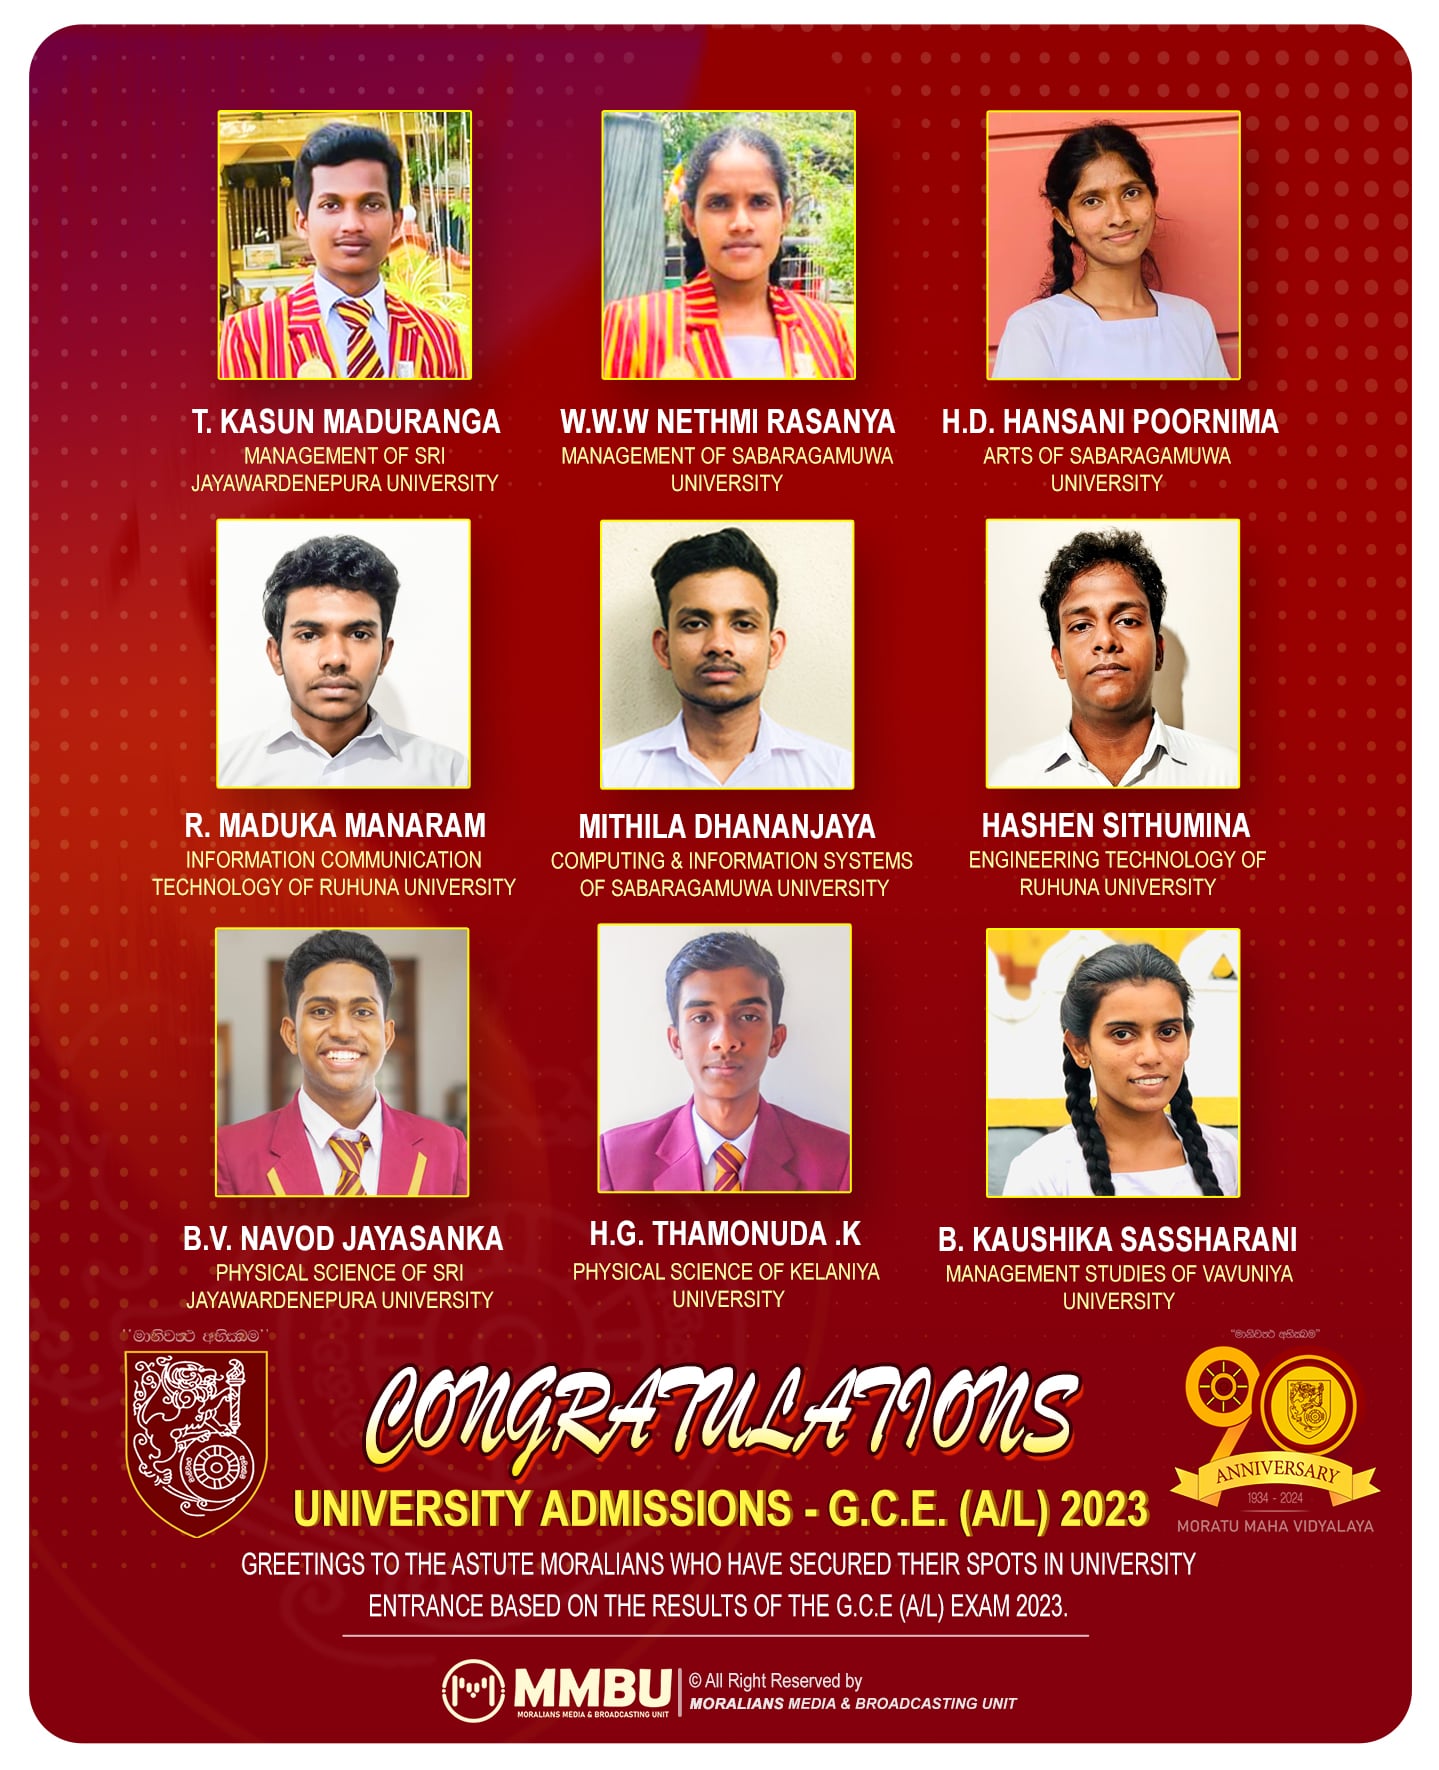 T. KASUN MADURANGA
MANAGEMENT OF SRI
JAYAWARDENEPURA UNIVERSITY
W.W.W NETHMI RASANYA
MANAGEMENT OF SABARAGAMUWA
UNIVERSITY
H.D. HANSANI POORNIMA
ARTS OF SABARAGAMUWA
UNIVERSITY
R. MADUKA MANARAM
INFORMATION COMMUNICATION
TECHNOLOGY OF RUHUNA UNIVERSITY
MITHILA DHANANJAYA
COMPUTING & INFORMATION SYSTEMS
OF SABARAGAMUWA UNIVERSITY
HASHEN SITHUMINA
ENGINEERING TECHNOLOGY OF
RUHUNA UNIVERSITY
B.V. NAVOD JAYASANKA
PHYSICAL SCIENCE OF SRI
JAYAWARDENEPURA UNIVERSITY
H.G. THAMONUDA .K
PHYSICAL SCIENCE OF KELANIYA
UNIVERSITY
B. KAUSHIKA SASSHARANI
MANAGEMENT STUDIES OF VAVUNIYA
UNIVERSITY
CONGRATULATIONS
90
ANNIVERSARY
1934 - 2024
MORATU MAHA VIDYALAYA
UNIVERSITY ADMISSIONS - G.C.E. (A/L) 2023
GREETINGS TO THE ASTUTE MORALIANS WHO HAVE SECURED THEIR SPOTS IN UNIVERSITY
ENTRANCE BASED ON THE RESULTS OF THE G.C.E (A/L) EXAM 2023.
MMBU
MORALIANS MEDIA & BROADCASTING UNIT
© All Right Reserved by
MORALIANS MEDIA & BROADCASTING UNIT